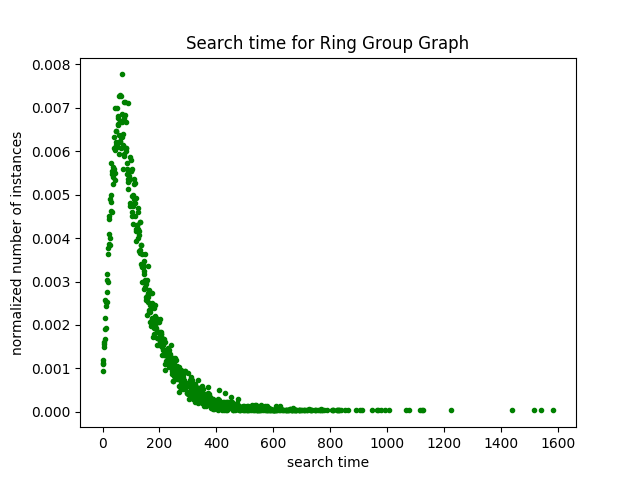 Search time for Ring Group Graph
normalized number of instances
0.008
0.007
0.006
0.005
0.004
0.003
0.002
0.001
0.000
0 200 400 600 800 1000 1200 1400 1600
search time